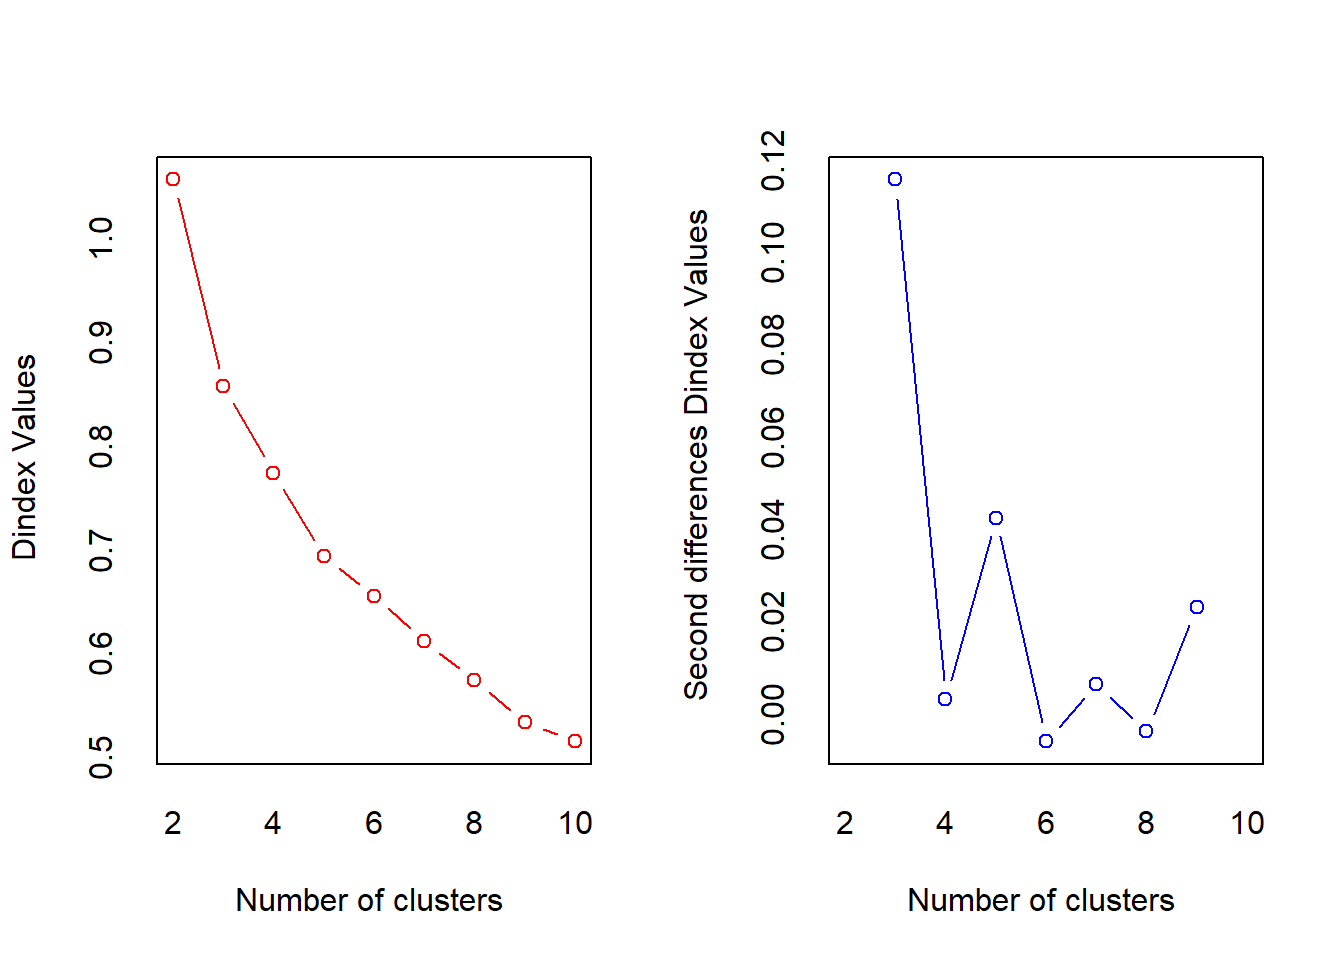 Dindex Values
1.0
0.9
0.8
0.7
0.6
0.5
2 4 6 8 10
Number of clusters
Second differences Dindex Values
0.12
0.10
0.08
0.06
0.04
0.02
0.00
2 4 6 8 10
Number of clusters